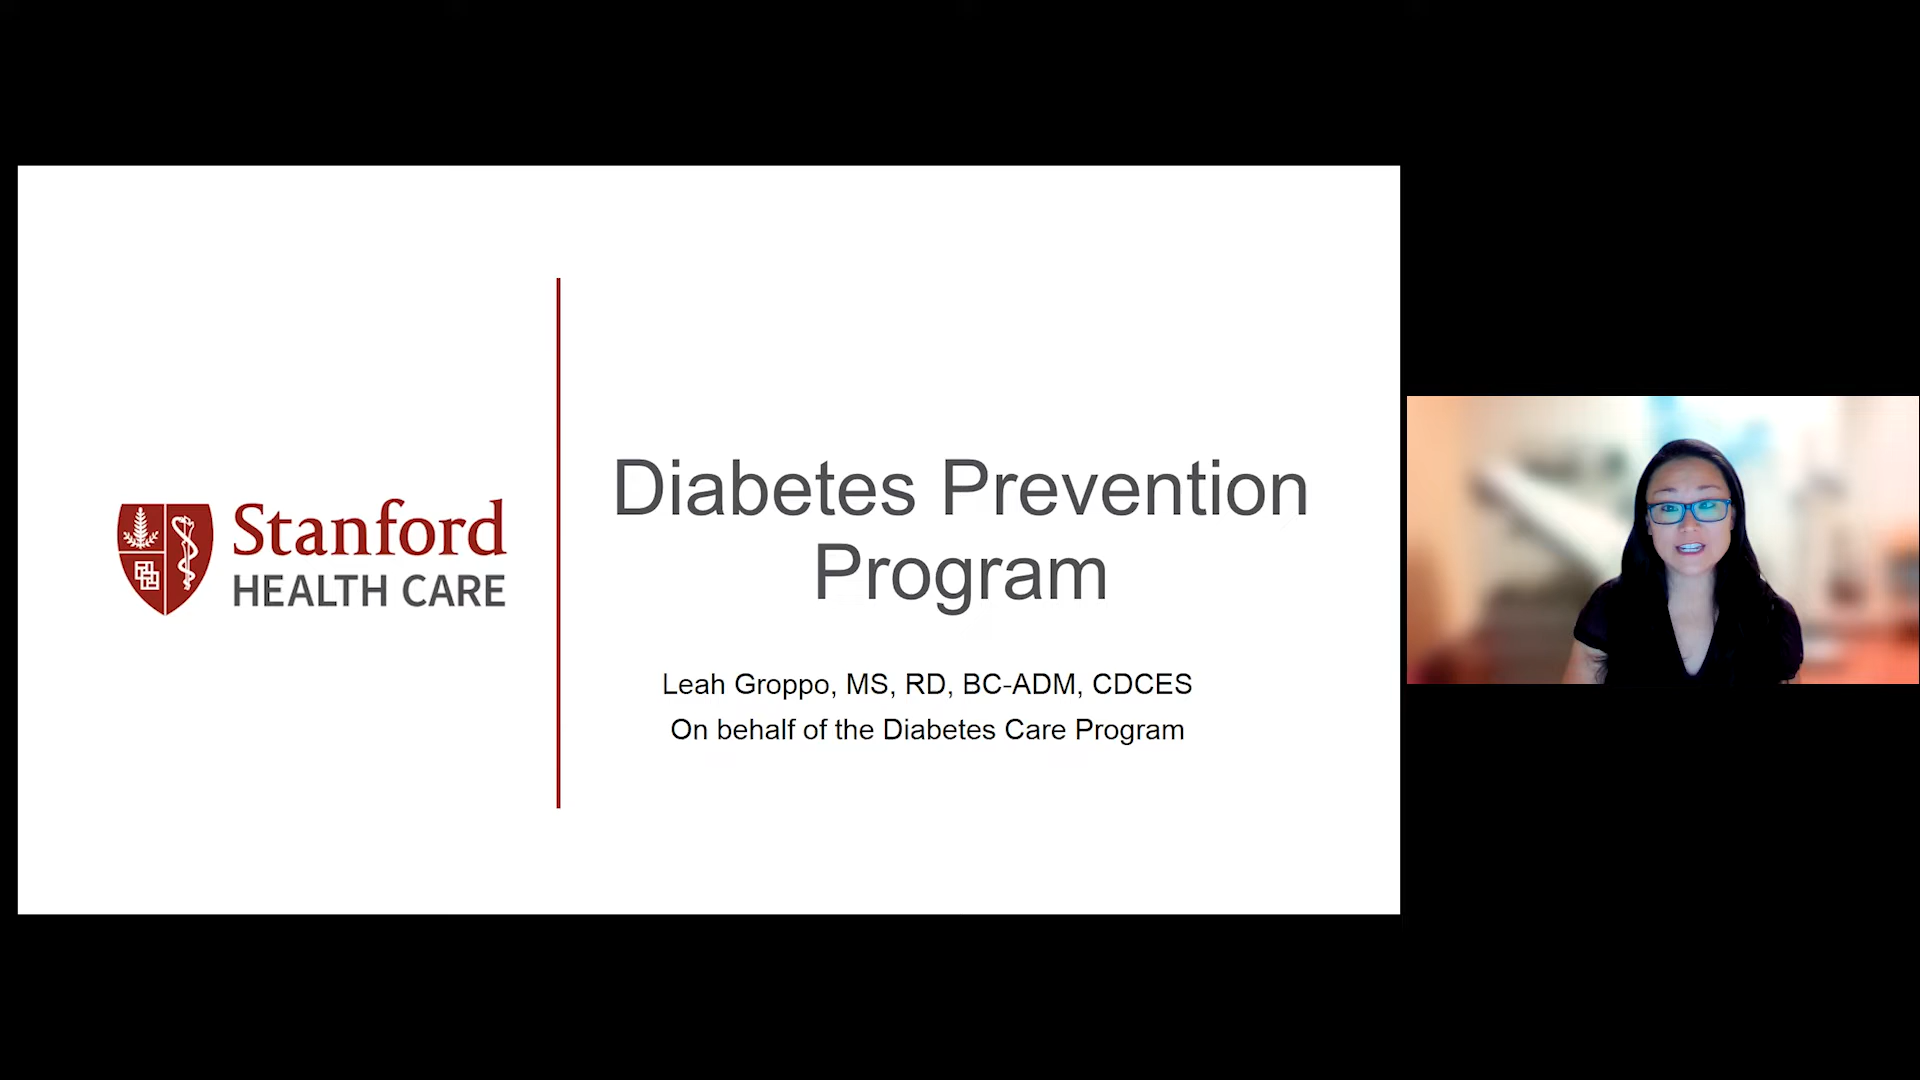 Stanford
HEALTH CARE
Diabetes Prevention
Program
Leah Groppo, MS, RD, BC-ADM, CDCES
On behalf of the Diabetes Care Program